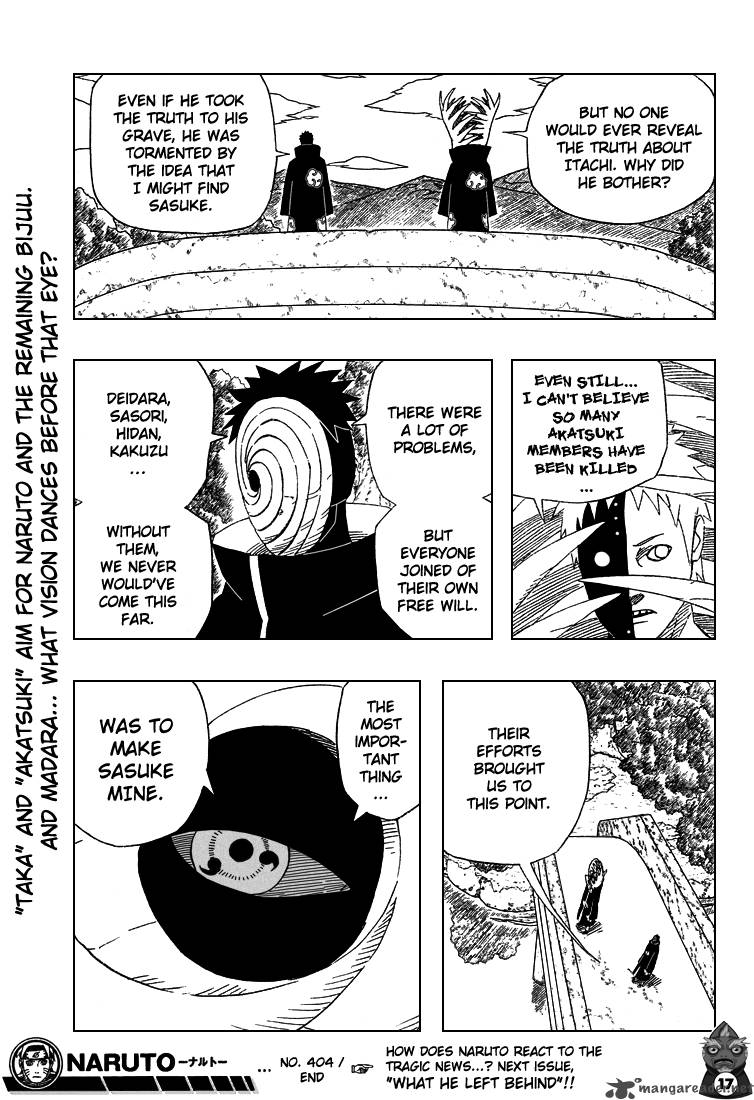 BUT NO ONE
WOULD EVER REVEAL
THE TRUTH ABOUT
ITACHI. WHY DID
HE BOTHER?
EVEN IF HE TOOK
THE TRUTH TO HIS
GRAVE, HE WAS
TORMENTED BY
THE IDEA THAT
I MIGHT FIND
SASUKE.
EVEN STILL...
I CAN'T BELIEVE
SO MANY
AKATSUKI
MEMBERS HAVE
BEEN KILLED
...
THERE WERE
A LOT OF
PROBLEMS,
BUT
EVERYONE
JOINED OF
THEIR OWN
FREE WILL.
DEIDARA,
SASORI,
HIDAN,
KAKUZU
...
WITHOUT
THEM,
WE NEVER
WOULD'VE
COME THIS
FAR.
THEIR
EFFORTS
BROUGHT
US TO
THIS POINT.
THE
MOST
IMPOR-
TANT
THING
...
WAS TO
MAKE
SASUKE
MINE.
"TAKA" AND "AKATSUKI" AIM FOR NARUTO AND THE REMAINING BIJUU.
AND MADARA... WHAT VISION DANCES BEFORE THAT EYE?
NARUTO ーナルトー
... NO. 404 /
END
☞ HOW DOES NARUTO REACT TO THE
TRAGIC NEWS...? NEXT ISSUE,
"WHAT HE LEFT BEHIND"!!
17
mangareader.net